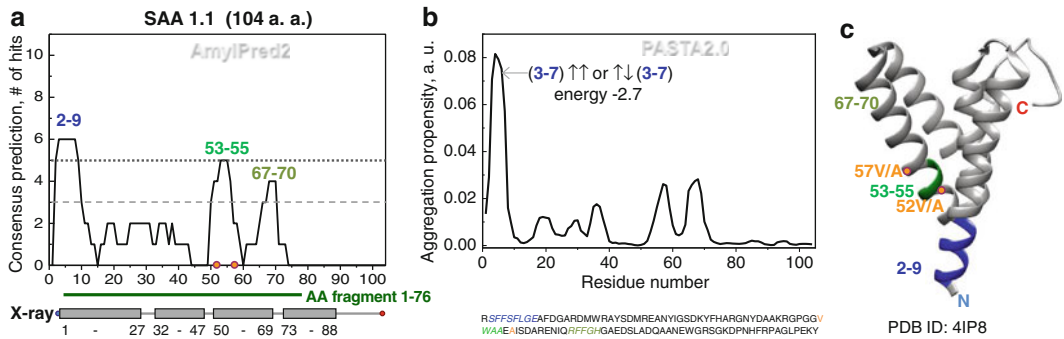 a
SAA 1.1 (104 a. a.)
AmylPred2
Consensus prediction, # of hits
10
8
6
4
2
0
2-9
53-55
67-70
0 10 20 30 40 50 60 70 80 90 100
AA fragment 1-76
X-ray
1 - 27 32 - 47 50 - 69 73 - 88
b
PASTA2.0
Aggregation propensity, a. u.
0.08
0.06
0.04
0.02
0.00
(3-7) ↑↑ or ↑↓ (3-7)
energy -2.7
0 20 40 60 80 100
Residue number
RSFFSFLGEAFDGARDMWRAYSDMREANYIGSDKYFHARGNYDAAKRGPGGV
WAAEAISDARENIQRFFGHGAEDSLADQAANEWGRSGKDPNHFRPAGLPEKY
c
67-70
C
57V/A
53-55
52V/A
2-9
N
PDB ID: 4IP8